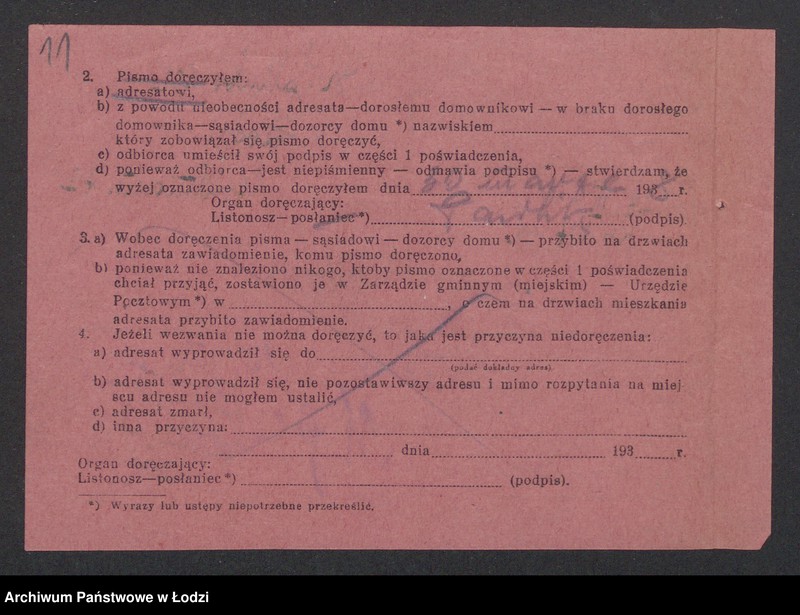 11
2. Pismo doręczyłem:
a) adresatowi,
b) z powodu nieobecności adresata—dorosłemu domownikowi — w braku dorosłego
domownika—sąsiadowi—dozorcy domu *) nazwiskiem
który zobowiązał się pismo doręczyć,
c) odbiorca umieścił swój podpis w części 1 poświadczenia,
d) ponieważ odbiorca—jest niepiśmienny — odmawia podpisu *) — stwierdzam, że
wyżej oznaczone pismo doręczyłem dnia 193 r.
Organ doręczający:
Listonosz—posłaniec *) (podpis).
3. a) Wobec doręczenia pisma — sąsiadowi — dozorcy domu *) — przybito na drzwiach
adresata zawiadomienie, komu pismo doręczono,
b) ponieważ nie znaleziono nikogo, ktoby pismo oznaczone w części 1 poświadczenia
chciał przyjąć, zostawiono je w Zarządzie gminnym (miejskim) — Urzędzie
Pocztowym *) w , o czem na drzwiach mieszkania
adresata przybito zawiadomienie.
4. Jeżeli wezwania nie można doręczyć, to jaka jest przyczyna niedoręczenia:
a) adresat wyprowadził się do
(podać dokładny adres).
b) adresat wyprowadził się, nie pozostawiwszy adresu i mimo rozpytania na miej
scu adresu nie mogłem ustalić,
c) adresat zmarł,
d) inna przyczyna:
dnia 193 r.
Organ doręczający:
Listonosz—posłaniec *) (podpis).
*) Wyrazy lub ustępy niepotrzebne przekreślić.
Archiwum Państwowe w Łodzi